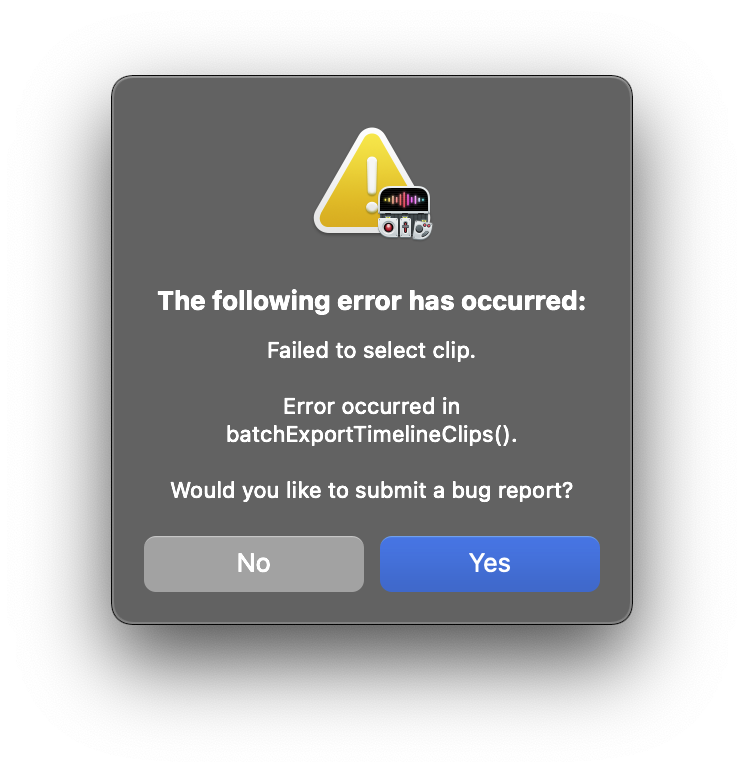 The following error has occurred:
Failed to select clip.
Error occurred in
batchExportTimelineClips().
Would you like to submit a bug report?
No
Yes